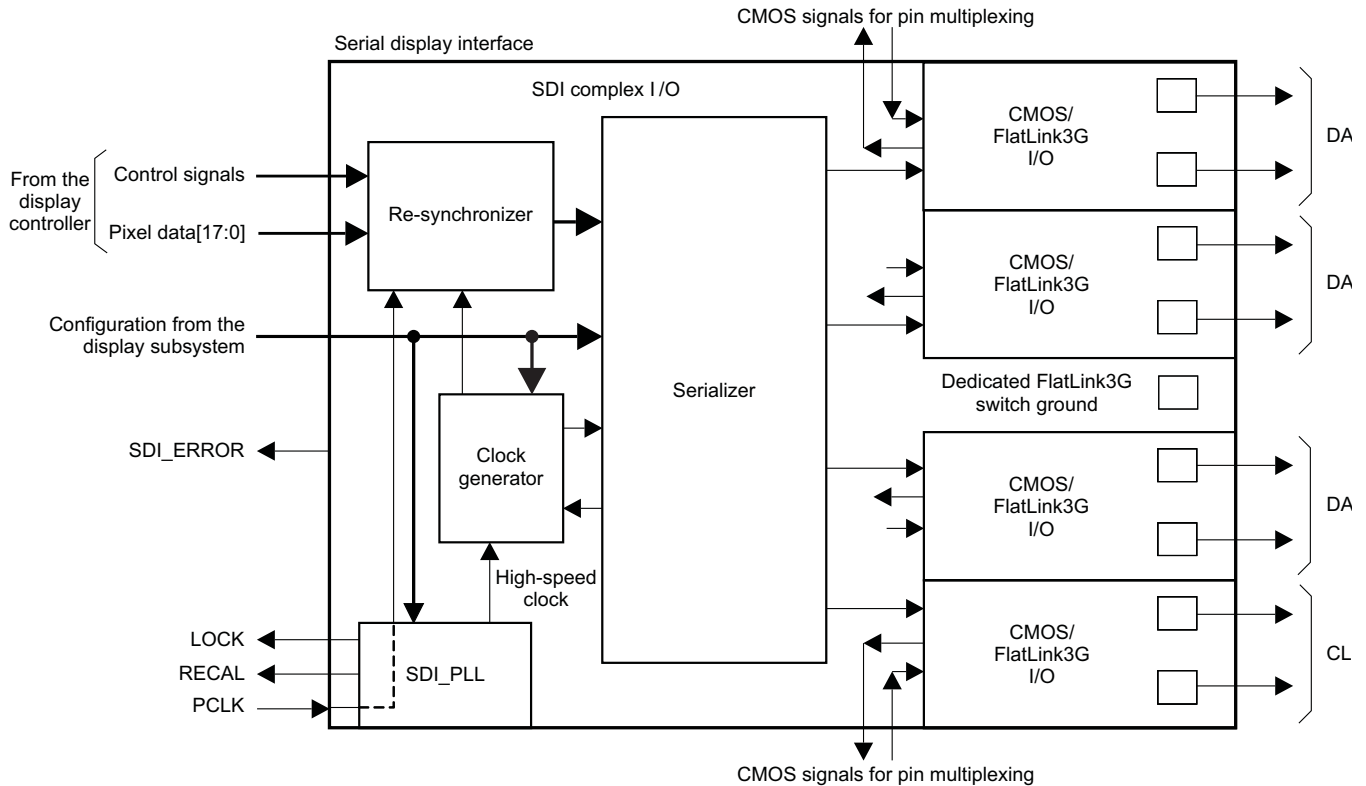 CMOS signals for pin multiplexing
Serial display interface
SDI complex I /O
CMOS/
FlatLink3G
I/O
DA
From the
display
controller
Control signals
Pixel data[17:0]
Re-synchronizer
CMOS/
FlatLink3G
I/O
DA
Configuration from the
display subsystem
Serializer
Dedicated FlatLink3G
switch ground
SDI_ERROR
Clock
generator
CMOS/
FlatLink3G
I/O
DA
High-speed
clock
LOCK
RECAL
PCLK
SDI_PLL
CMOS/
FlatLink3G
I/O
CL
CMOS signals for pin multiplexing